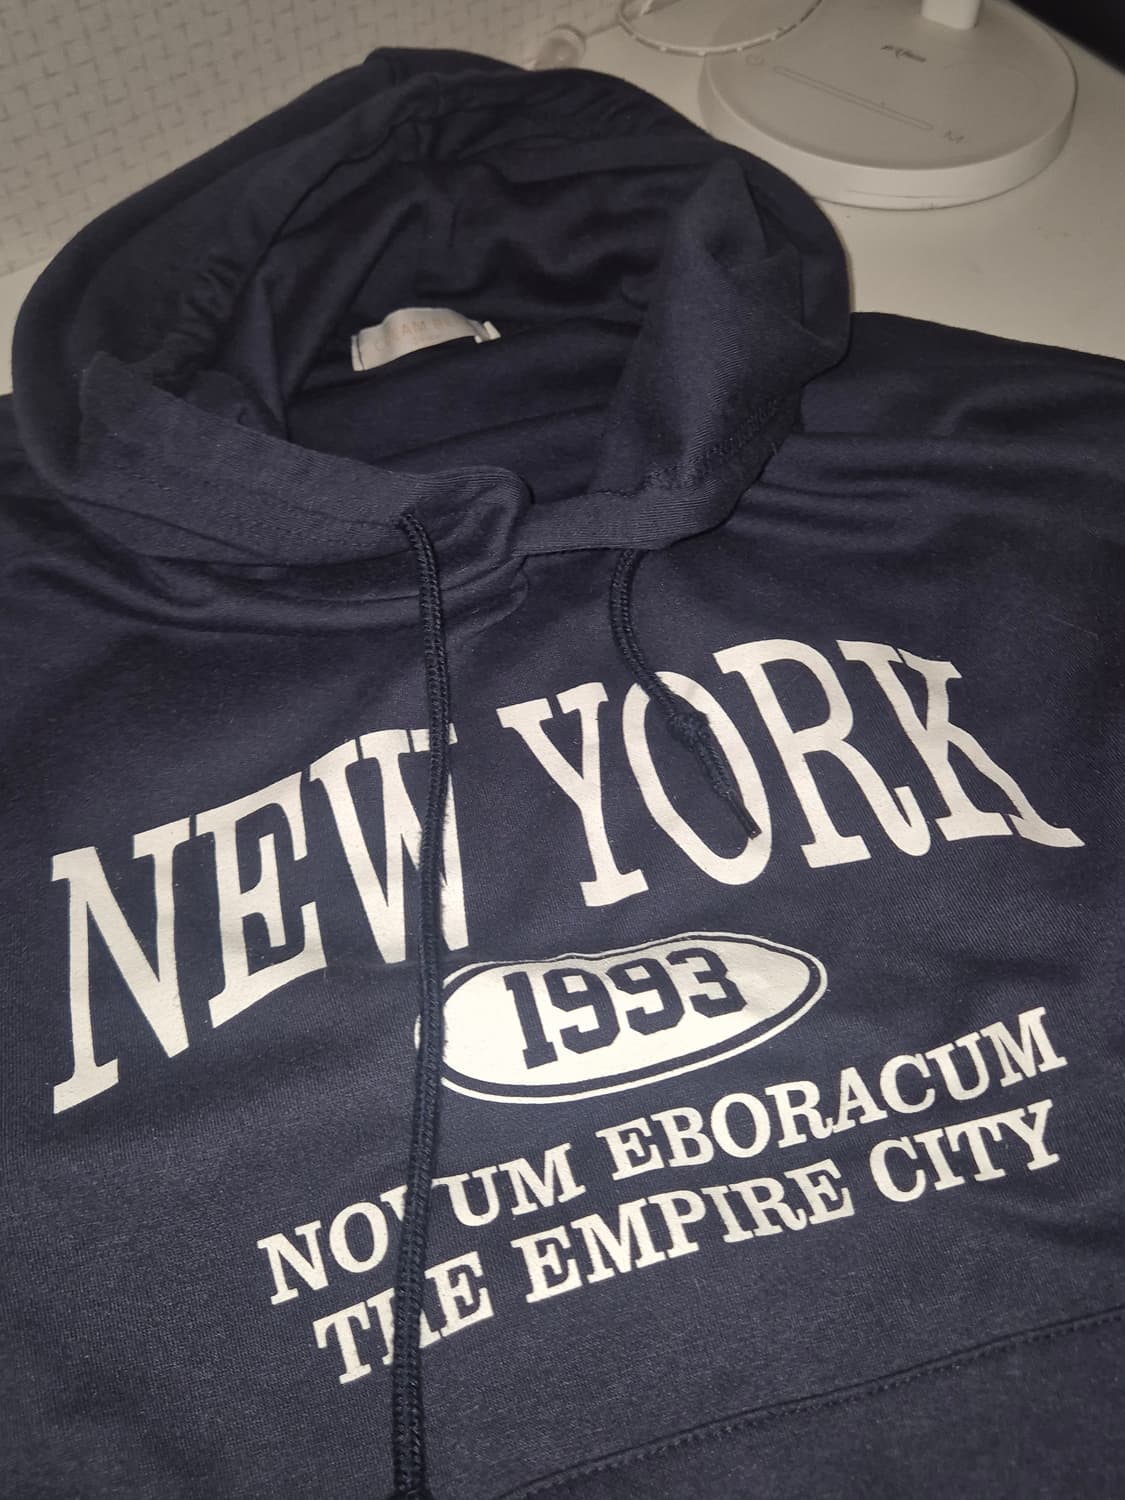 NEW YORK
1993
NOVUM EBORACUM
THE EMPIRE CITY